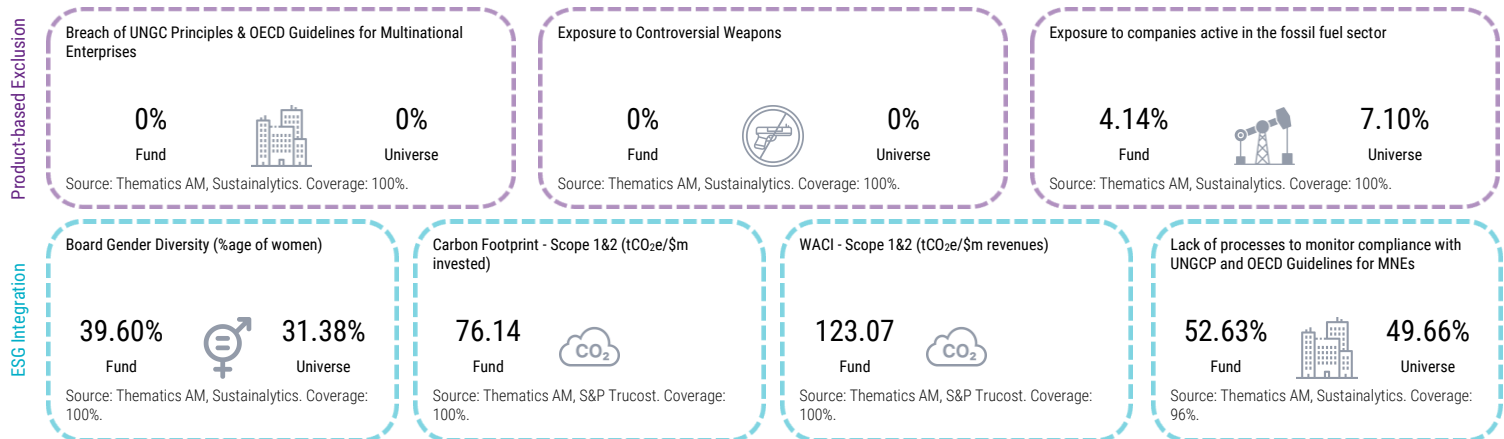 Product-based Exclusion
Breach of UNGC Principles & OECD Guidelines for Multinational
Enterprises
0%
Fund
0%
Universe
Source: Thematics AM, Sustainalytics. Coverage: 100%.
Exposure to Controversial Weapons
0%
Fund
0%
Universe
Source: Thematics AM, Sustainalytics. Coverage: 100%.
Exposure to companies active in the fossil fuel sector
4.14%
Fund
7.10%
Universe
Source: Thematics AM, Sustainalytics. Coverage: 100%.
ESG Integration
Board Gender Diversity (%age of women)
39.60%
Fund
31.38%
Universe
Source: Thematics AM, Sustainalytics. Coverage:
100%.
Carbon Footprint - Scope 1&2 (tCO₂e/$m
invested)
76.14
Fund
CO₂
Source: Thematics AM, S&P Trucost. Coverage:
100%.
WACI - Scope 1&2 (tCO₂e/$m revenues)
123.07
Fund
CO₂
Source: Thematics AM, S&P Trucost. Coverage:
100%.
Lack of processes to monitor compliance with
UNGCP and OECD Guidelines for MNEs
52.63%
Fund
49.66%
Universe
Source: Thematics AM, Sustainalytics. Coverage:
96%.